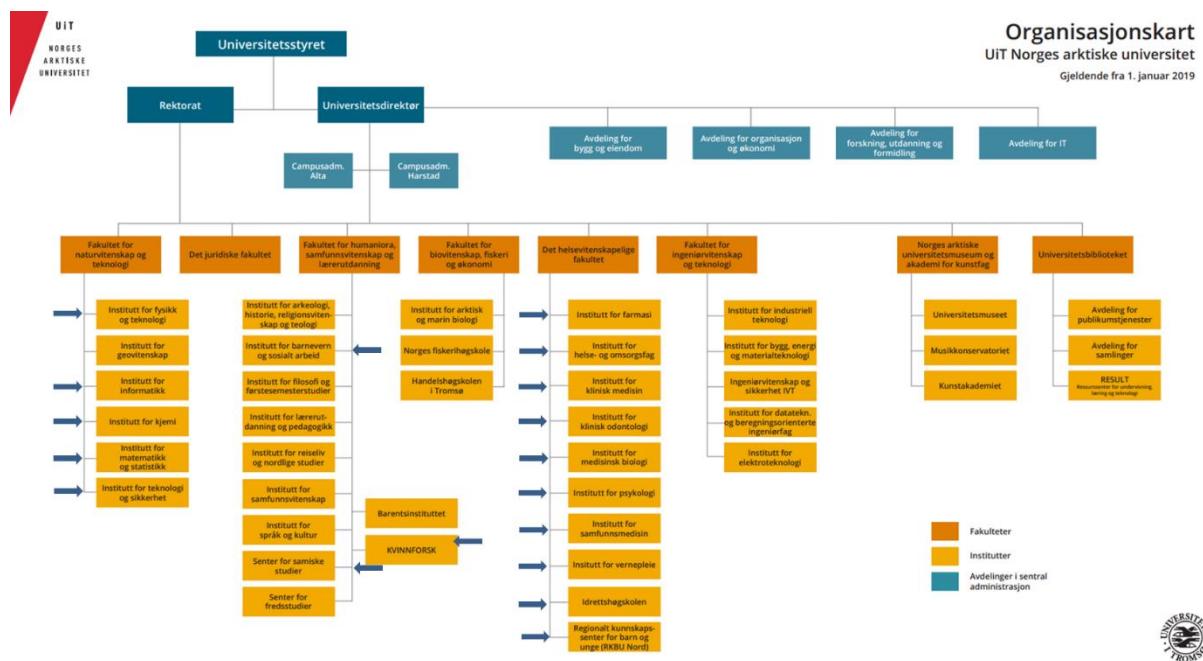 UiT
NORGES
ARKTISKE
UNIVERSITET
Organisasjonskart
UiT Norges arktiske universitet
Gjeldende fra 1. januar 2019
Universitetsstyret
Rektorat
Universitetsdirektør
Avdeling for
bygg og eiendom
Avdeling for organisasjon
og økonomi
Avdeling for
forskning, utdanning og
formidling
Avdeling for IT
Campusadm.
Alta
Campusadm.
Harstad
Fakultet for
naturvitenskap og
teknologi
Det juridiske fakultet
Fakultet for humaniora,
samfunnsvitenskap og
lærerutdanning
Fakultet for
biovitenskap, fiskeri
og økonomi
Det helsevitenskapelige
fakultet
Fakultet for
ingeniørvitenskap
og teknologi
Norges arktiske
universitetsmuseum og
akademi for kunstfag
Universitetsbiblioteket
Institutt for fysikk
og teknologi
Institutt for
geovitenskap
Institutt for
informatikk
Institutt for kjemi
Institutt for
matematikk
og statistikk
Institutt for teknologi
og sikkerhet
Institutt for arkeologi,
historie, religionsviten-
skap og teologi
Institutt for barnevern
og sosialt arbeid
Institutt for filosofi og
førstesemesterstudier
Institutt for lærerut-
danning og pedagogikk
Institutt for reiseliv
og nordlige studier
Institutt for
samfunnsvitenskap
Institutt for
språk og kultur
Senter for samiske
studier
Senter for
fredsstudier
Barentsinstituttet
KVINNFORSK
Institutt for arktisk
og marin biologi
Norges fiskerihøgskole
Handelshøgskolen
i Tromsø
Institutt for farmasi
Institutt for
helse- og omsorgsfag
Institutt for
klinisk medisin
Institutt for
klinisk odontologi
Institutt for
medisinsk biologi
Institutt for psykologi
Institutt for
samfunnsmedisin
Insitutt for vernepleie
Idrettshøgskolen
Regionalt kunnskaps-
senter for barn og
unge (RKBU Nord)
Institutt for industriell
teknologi
Institutt for bygg, energi
og materialteknologi
Ingeniørvitenskap og
sikkerhet IVT
Institutt for datatekn.
og beregningsorienterte
ingeniørfag
Institutt for
elektroteknologi
Universitetsmuseet
Musikkonservatoriet
Kunstakademiet
Avdeling for
publikumstjenester
Avdeling for
samlinger
RESULT
Ressurssenter for undervisning,
læring og teknologi
Fakulteter
Institutter
Avdelinger i sentral
administrasjon
UNIVERSITETET
I TROMSØ